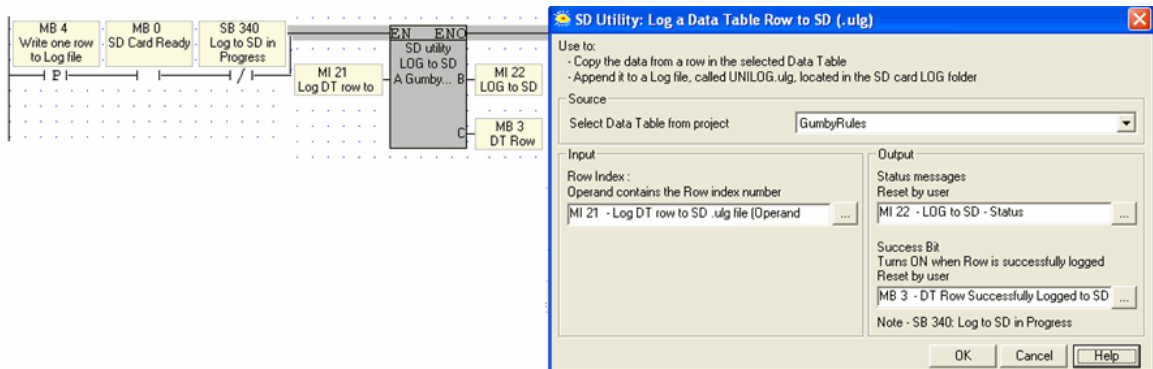 MB 4
Write one row
to Log file
MB 0
SD Card Ready
SB 340
Log to SD in
Progress
P
/
EN ENO
SD utility
LOG to SD
A Gumby... B
C
MI 21
Log DT row to
MI 22
LOG to SD
MB 3
DT Row
SD Utility: Log a Data Table Row to SD (.ulg)
Use to:
- Copy the data from a row in the selected Data Table
- Append it to a Log file, called UNILOG.ulg, located in the SD card LOG folder
Source
Select Data Table from project GumbyRules
Input
Row Index :
Operand contains the Row index number
MI 21 - Log DT row to SD .ulg file (Operand ...
Output
Status messages
Reset by user
MI 22 - LOG to SD - Status ...
Success Bit
Turns ON when Row is successfully logged
Reset by user
MB 3 - DT Row Successfully Logged to SD ...
Note - SB 340: Log to SD in Progress
OK Cancel Help